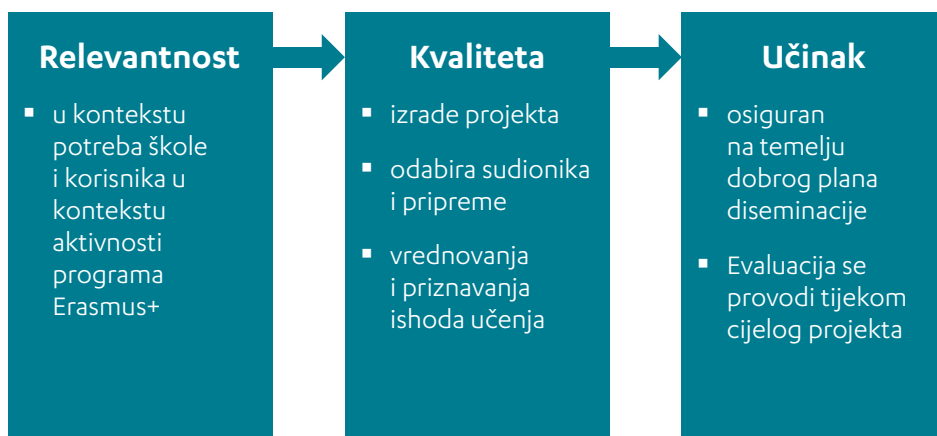 Relevantnost
u kontekstu
potreba škole
i korisnika u
kontekstu
aktivnosti
programa
Erasmus+
Kvaliteta
izrade projekta
odabira sudionika
i pripreme
vrednovanja
i priznavanja
ishoda učenja
Učinak
osiguran
na temelju
dobrog plana
diseminacije
Evaluacija se
provodi tijekom
cijelog projekta